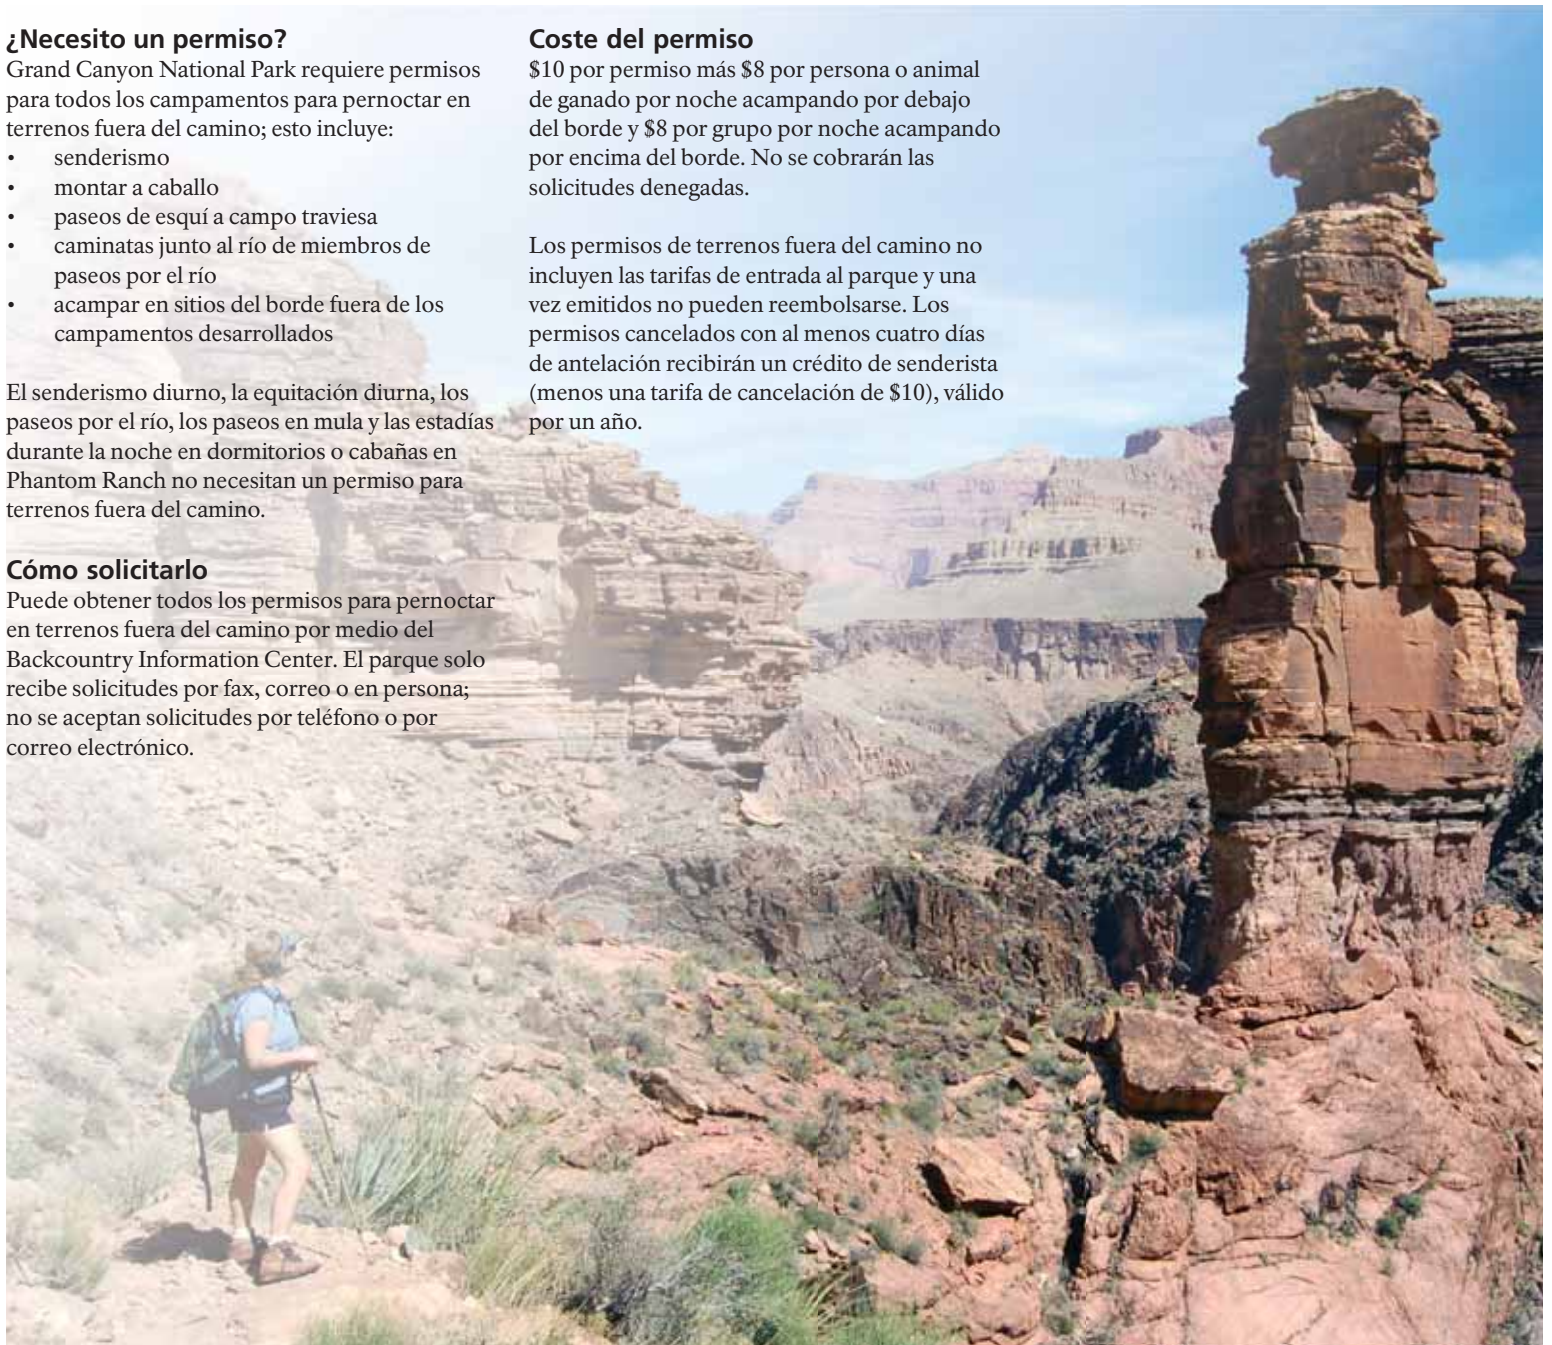 ¿Necesito un permiso?
Grand Canyon National Park requiere permisos
para todos los campamentos para pernoctar en
terrenos fuera del camino; esto incluye:
• senderismo
• montar a caballo
• paseos de esquí a campo traviesa
• caminatas junto al río de miembros de
paseos por el río
• acampar en sitios del borde fuera de los
campamentos desarrollados
El senderismo diurno, la equitación diurna, los
paseos por el río, los paseos en mula y las estadías
durante la noche en dormitorios o cabañas en
Phantom Ranch no necesitan un permiso para
terrenos fuera del camino.
Cómo solicitarlo
Puede obtener todos los permisos para pernoctar
en terrenos fuera del camino por medio del
Backcountry Information Center. El parque solo
recibe solicitudes por fax, correo o en persona;
no se aceptan solicitudes por teléfono o por
correo electrónico.
Coste del permiso
$10 por permiso más $8 por persona o animal
de ganado por noche acampando por debajo
del borde y $8 por grupo por noche acampando
por encima del borde. No se cobrarán las
solicitudes denegadas.
Los permisos de terrenos fuera del camino no
incluyen las tarifas de entrada al parque y una
vez emitidos no pueden reembolsarse. Los
permisos cancelados con al menos cuatro días
de antelación recibirán un crédito de senderista
(menos una tarifa de cancelación de $10), válido
por un año.